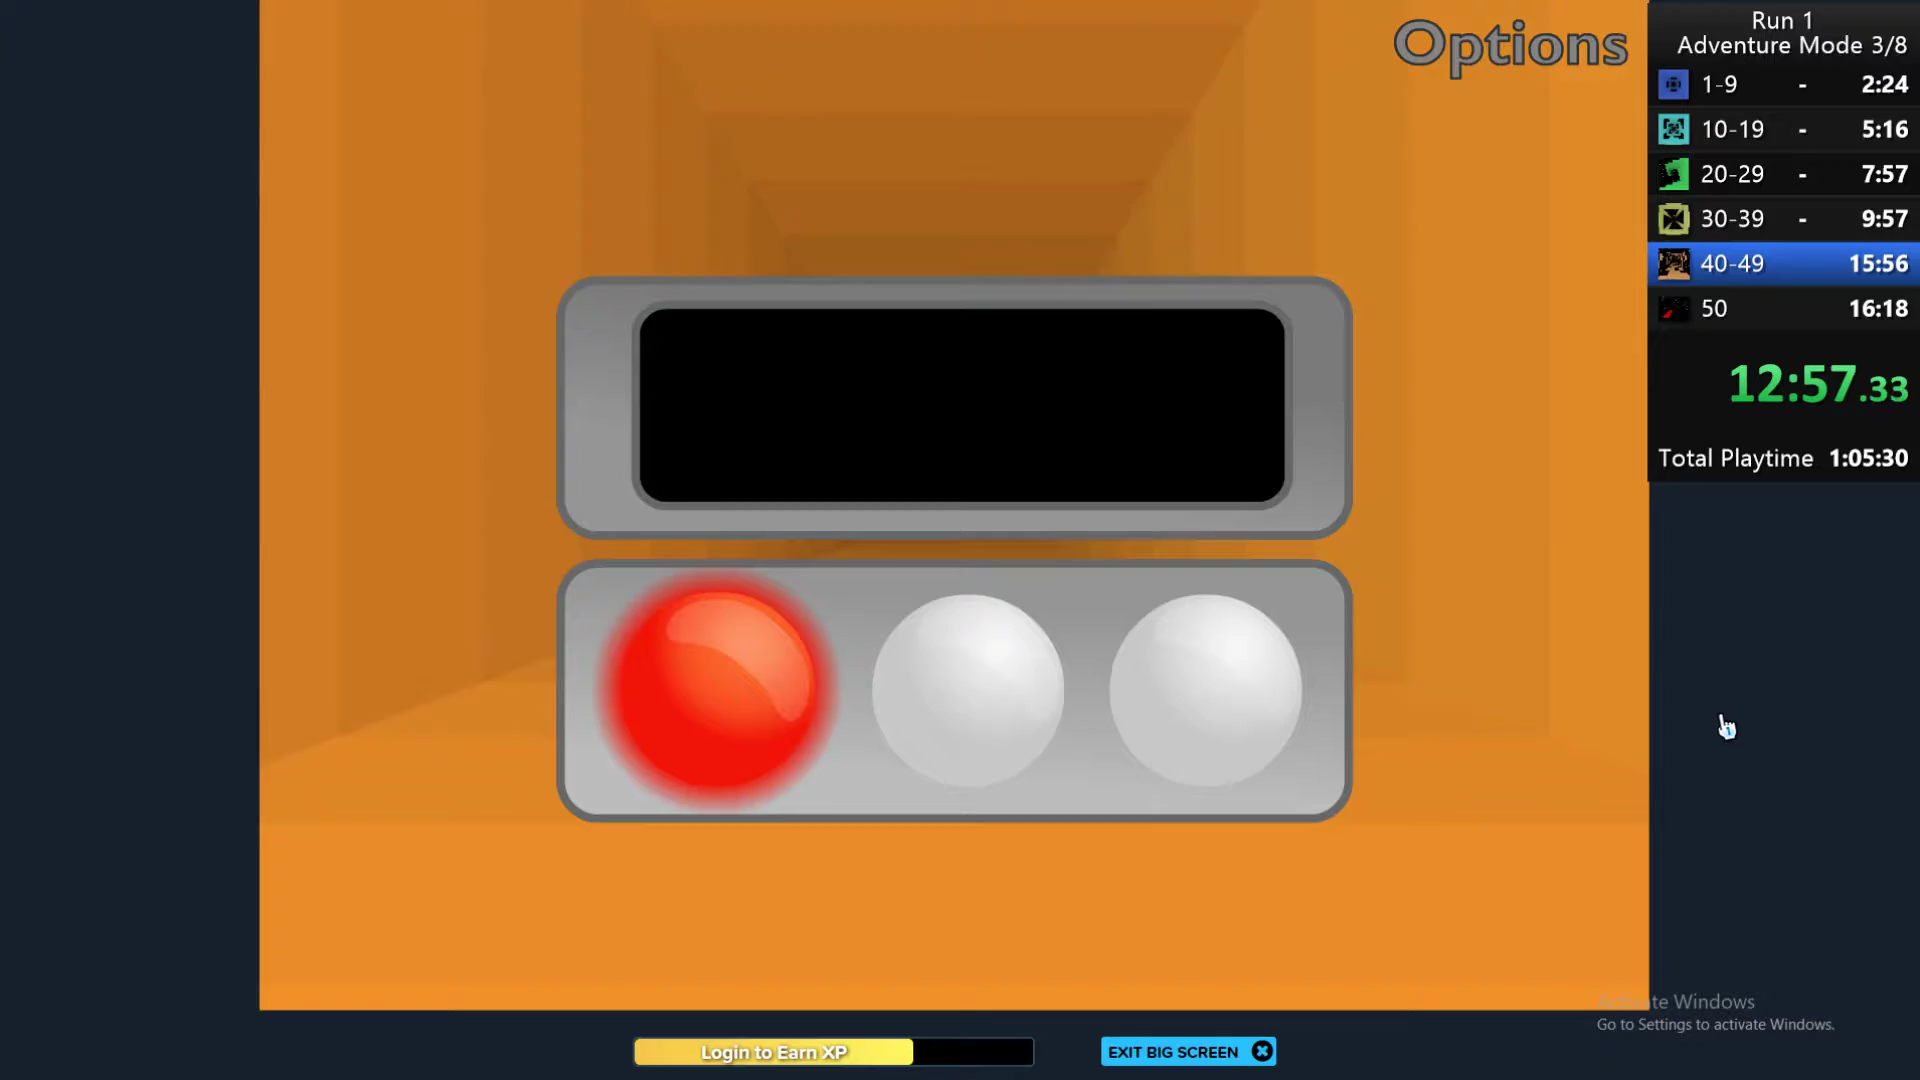 Options
Run 1
Adventure Mode 3/8
1-9 - 2:24
10-19 - 5:16
20-29 - 7:57
30-39 - 9:57
40-49 15:56
50 16:18
12:57.33
Total Playtime 1:05:30
Activate Windows
Go to Settings to activate Windows.
Login to Earn XP
EXIT BIG SCREEN